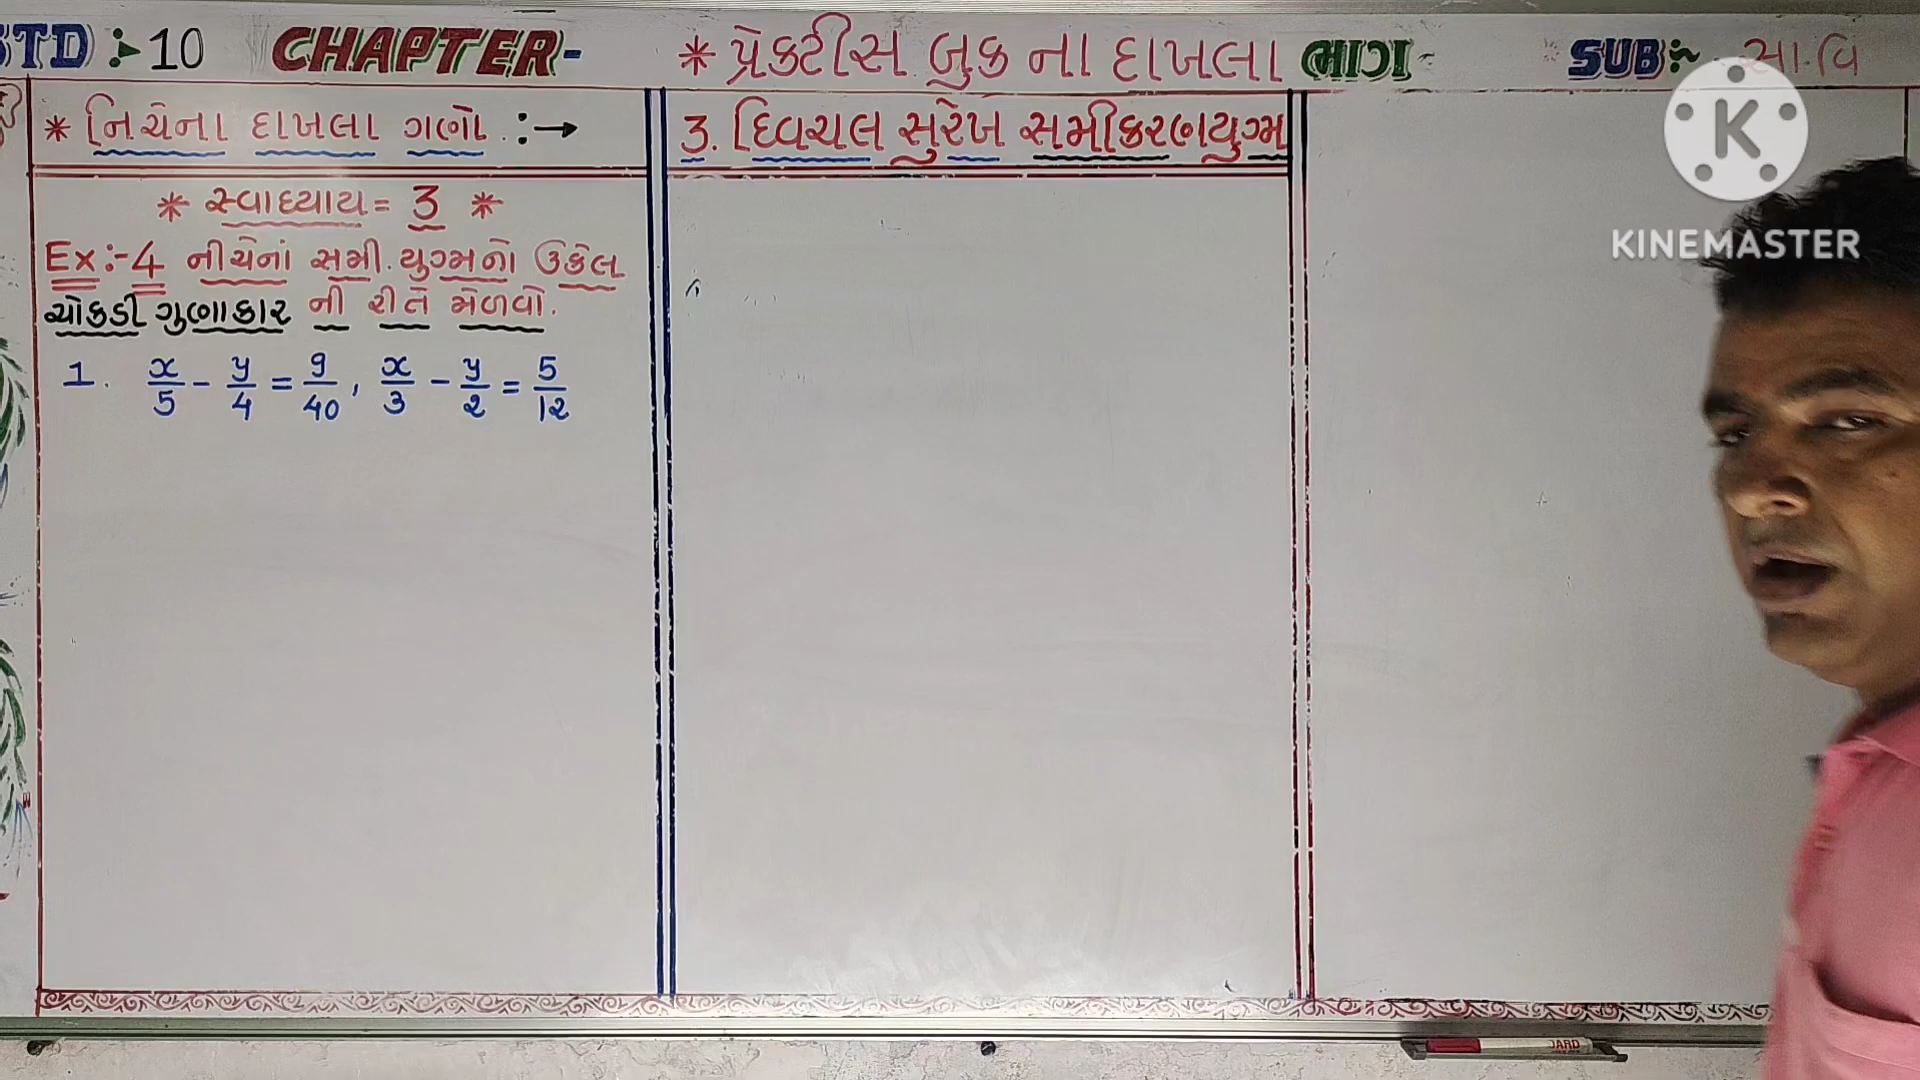 STD :- 10 CHAPTER- * પ્રેક્ટીસ બુક ના દાખલા ભાગ - SUB:~ સા.વિ
* નિચેના દાખલા ગણો :→
* સ્વાધ્યાય = 3 *
Ex:-4 નીચેનાં સમી. યુગ્મનો ઉકેલ
ચોકડી ગુણાકાર ની રીતે મેળવો.
1. x/5 - y/4 = 9/40, x/3 - y/2 = 5/12
3. દ્વિચલ સુરેખ સમીકરણયુગ્મ
K
KINEMASTER